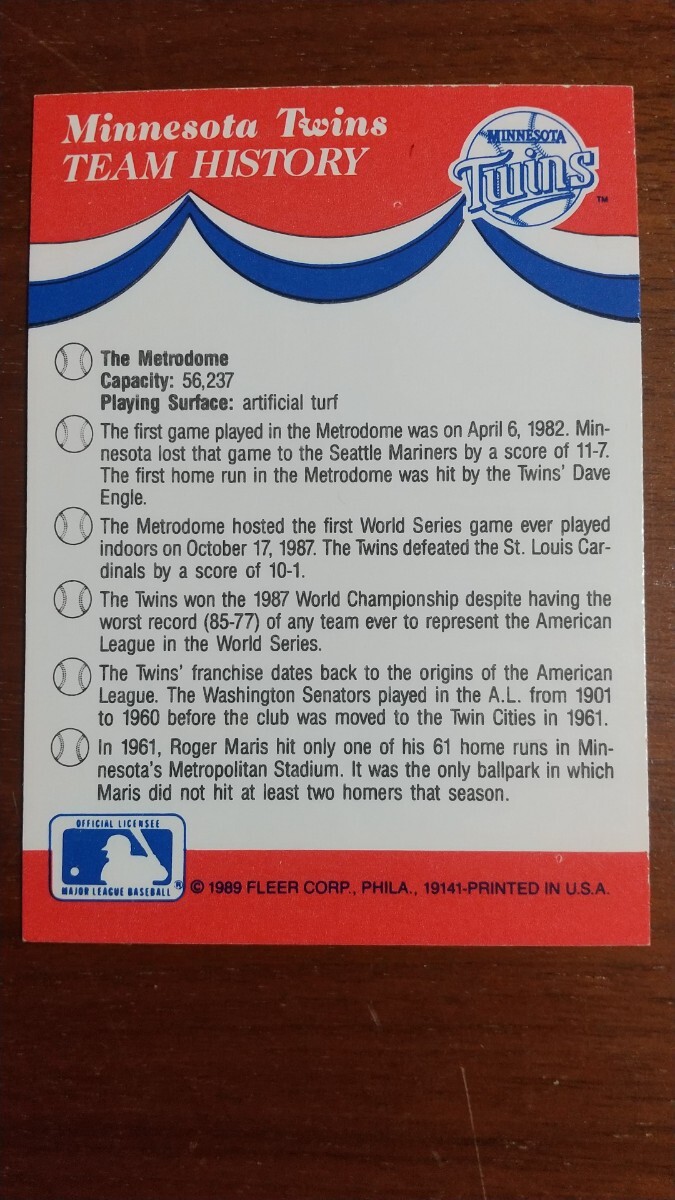 Minnesota Twins
TEAM HISTORY
MINNESOTA
Twins
TM
The Metrodome
Capacity: 56,237
Playing Surface: artificial turf
The first game played in the Metrodome was on April 6, 1982. Min-
nesota lost that game to the Seattle Mariners by a score of 11-7.
The first home run in the Metrodome was hit by the Twins' Dave
Engle.
The Metrodome hosted the first World Series game ever played
indoors on October 17, 1987. The Twins defeated the St. Louis Car-
dinals by a score of 10-1.
The Twins won the 1987 World Championship despite having the
worst record (85-77) of any team ever to represent the American
League in the World Series.
The Twins' franchise dates back to the origins of the American
League. The Washington Senators played in the A.L. from 1901
to 1960 before the club was moved to the Twin Cities in 1961.
In 1961, Roger Maris hit only one of his 61 home runs in Min-
nesota's Metropolitan Stadium. It was the only ballpark in which
Maris did not hit at least two homers that season.
OFFICIAL LICENSEE
MAJOR LEAGUE BASEBALL ®
© 1989 FLEER CORP., PHILA., 19141-PRINTED IN U.S.A.